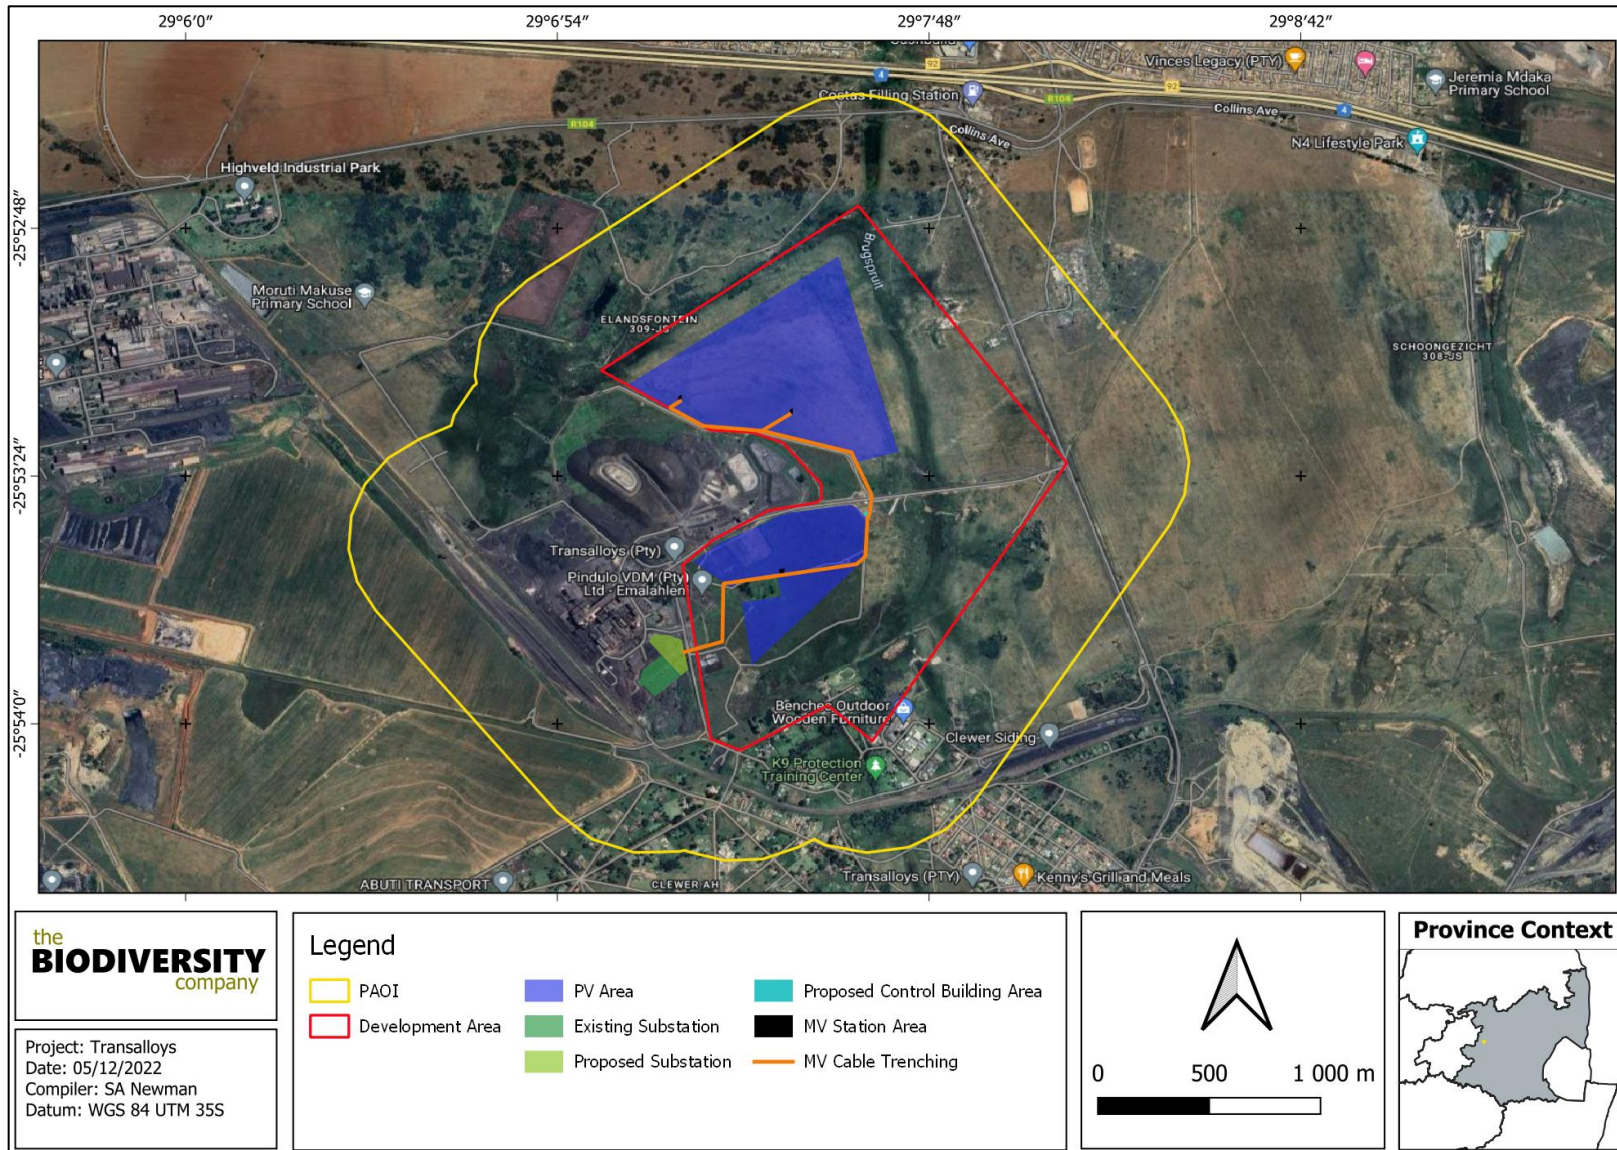 29°6′0″
29°6′54″
29°7′48″
29°8′42″
-25°52′48″
-25°53′24″
-25°54′0″
92
4
Vinces Legacy (PTY)
92
Jeremia Mdaka
Primary School
Costas Filling Station
R104
Collins Ave
4
R104
Collins Ave
N4 Lifestyle Park
Highveld Industrial Park
Brugspruit
Moruti Makuse
Primary School
ELANDSFONTEIN
309-JS
SCHOONGEZICHT
308-JS
Transalloys (Pty)
Pindulo VDM (Pty)
Ltd - Emalahleni
Benchee Outdoor
Wooden Furniture
Clewer Siding
K9 Protection
Training Center
ABUTI TRANSPORT
CLEWER AH
Transalloys (PTY)
Kenny's Grill and Meals
the
BIODIVERSITY
company
Project: Transalloys
Date: 05/12/2022
Compiler: SA Newman
Datum: WGS 84 UTM 35S
Legend
PAOI
Development Area
PV Area
Existing Substation
Proposed Substation
Proposed Control Building Area
MV Station Area
MV Cable Trenching
0 500 1 000 m
Province Context